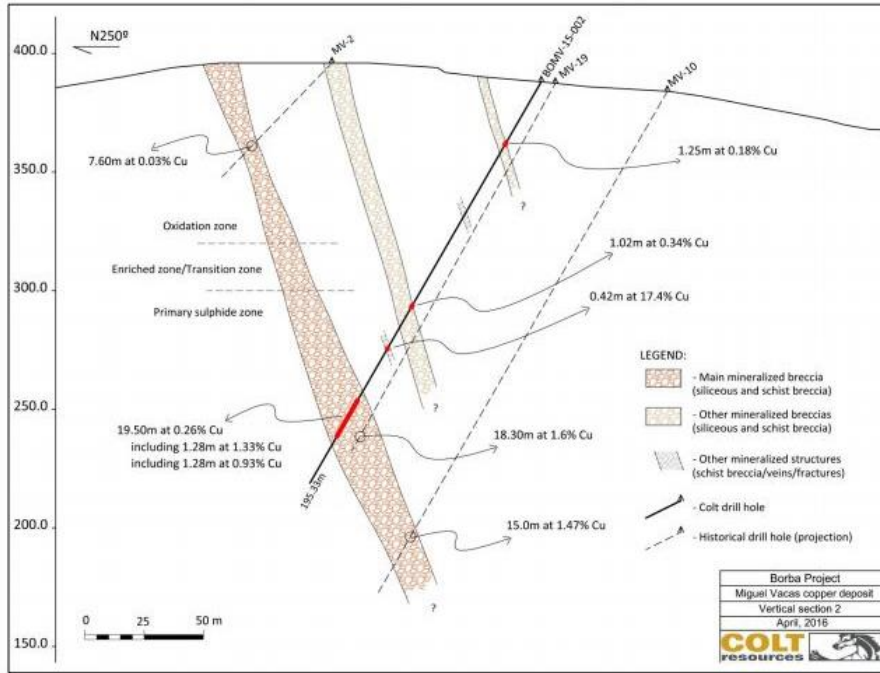 N250º
400.0
350.0
300.0
250.0
200.0
150.0
MV-2
BOMV-15-002
MV-19
MV-10
7.60m at 0.03% Cu
1.25m at 0.18% Cu
?
Oxidation zone
Enriched zone/Transition zone
Primary sulphide zone
1.02m at 0.34% Cu
0.42m at 17.4% Cu
?
19.50m at 0.26% Cu
including 1.28m at 1.33% Cu
including 1.28m at 0.93% Cu
195.33m
18.30m at 1.6% Cu
15.0m at 1.47% Cu
?
LEGEND:
- Main mineralized breccia
(siliceous and schist breccia)
- Other mineralized breccias
(siliceous and schist breccia)
- Other mineralized structures
(schist breccia/veins/fractures)
- Colt drill hole
- Historical drill hole (projection)
0 25 50 m
Borba Project
Miguel Vacas copper deposit
Vertical section 2
April, 2016
COLT
resources